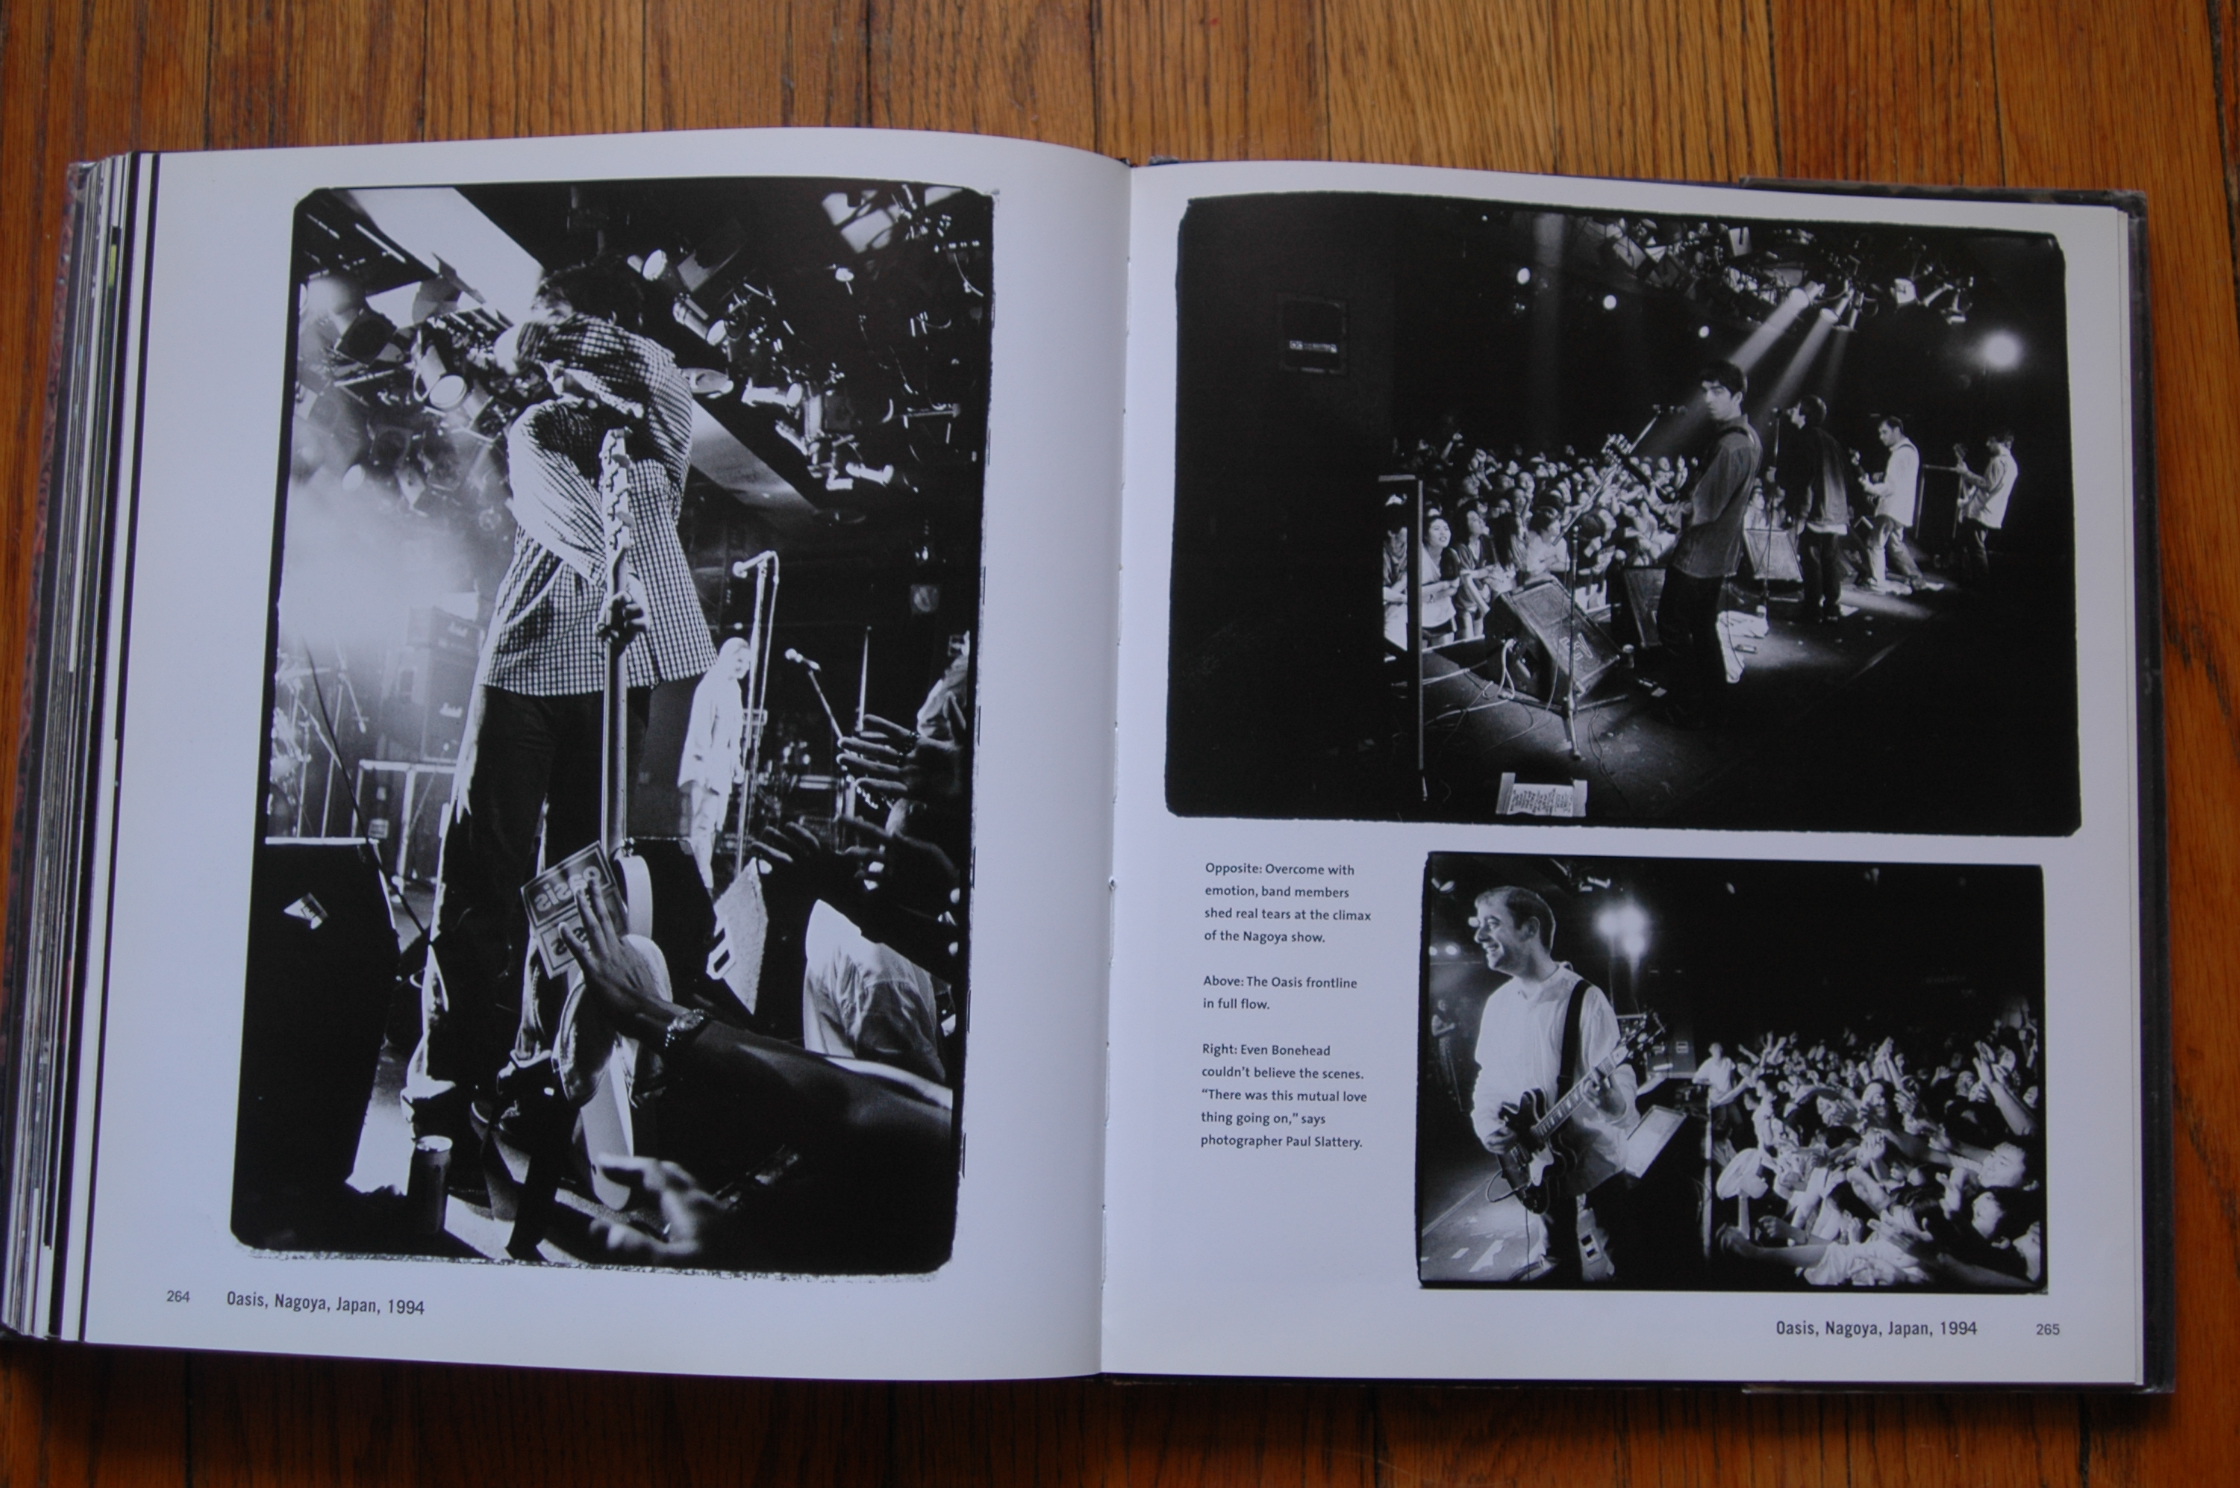 Oasis
264 Oasis, Nagoya, Japan, 1994
Opposite: Overcome with
emotion, band members
shed real tears at the climax
of the Nagoya show.
Above: The Oasis frontline
in full flow.
Right: Even Bonehead
couldn't believe the scenes.
“There was this mutual love
thing going on,” says
photographer Paul Slattery.
Oasis, Nagoya, Japan, 1994 265